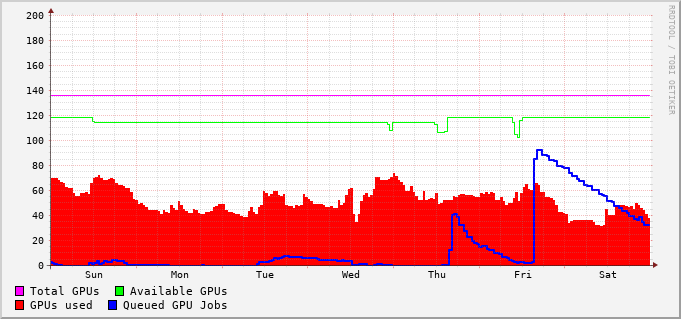 200
180
160
140
120
100
80
60
40
20
0
Sun Mon Tue Wed Thu Fri Sat
Total GPUs Available GPUs
GPUs used Queued GPU Jobs
RRDTOOL / TOBI OETIKER